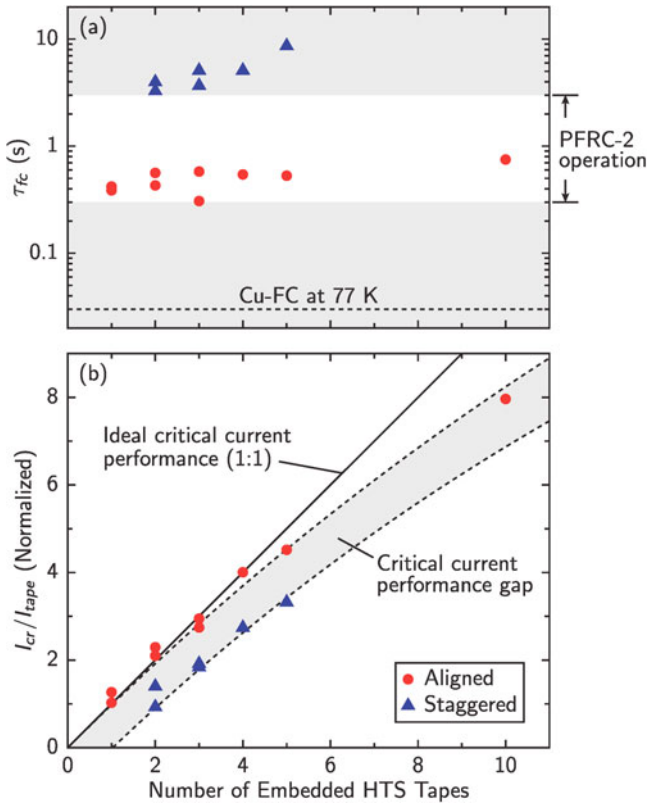 (a)
10
1
0.1
τfc (s)
PFRC-2
operation
Cu-FC at 77 K
(b)
8
6
4
2
0
Icr/Itape (Normalized)
Ideal critical current
performance (1:1)
Critical current
performance gap
Aligned
Staggered
0 2 4 6 8 10
Number of Embedded HTS Tapes